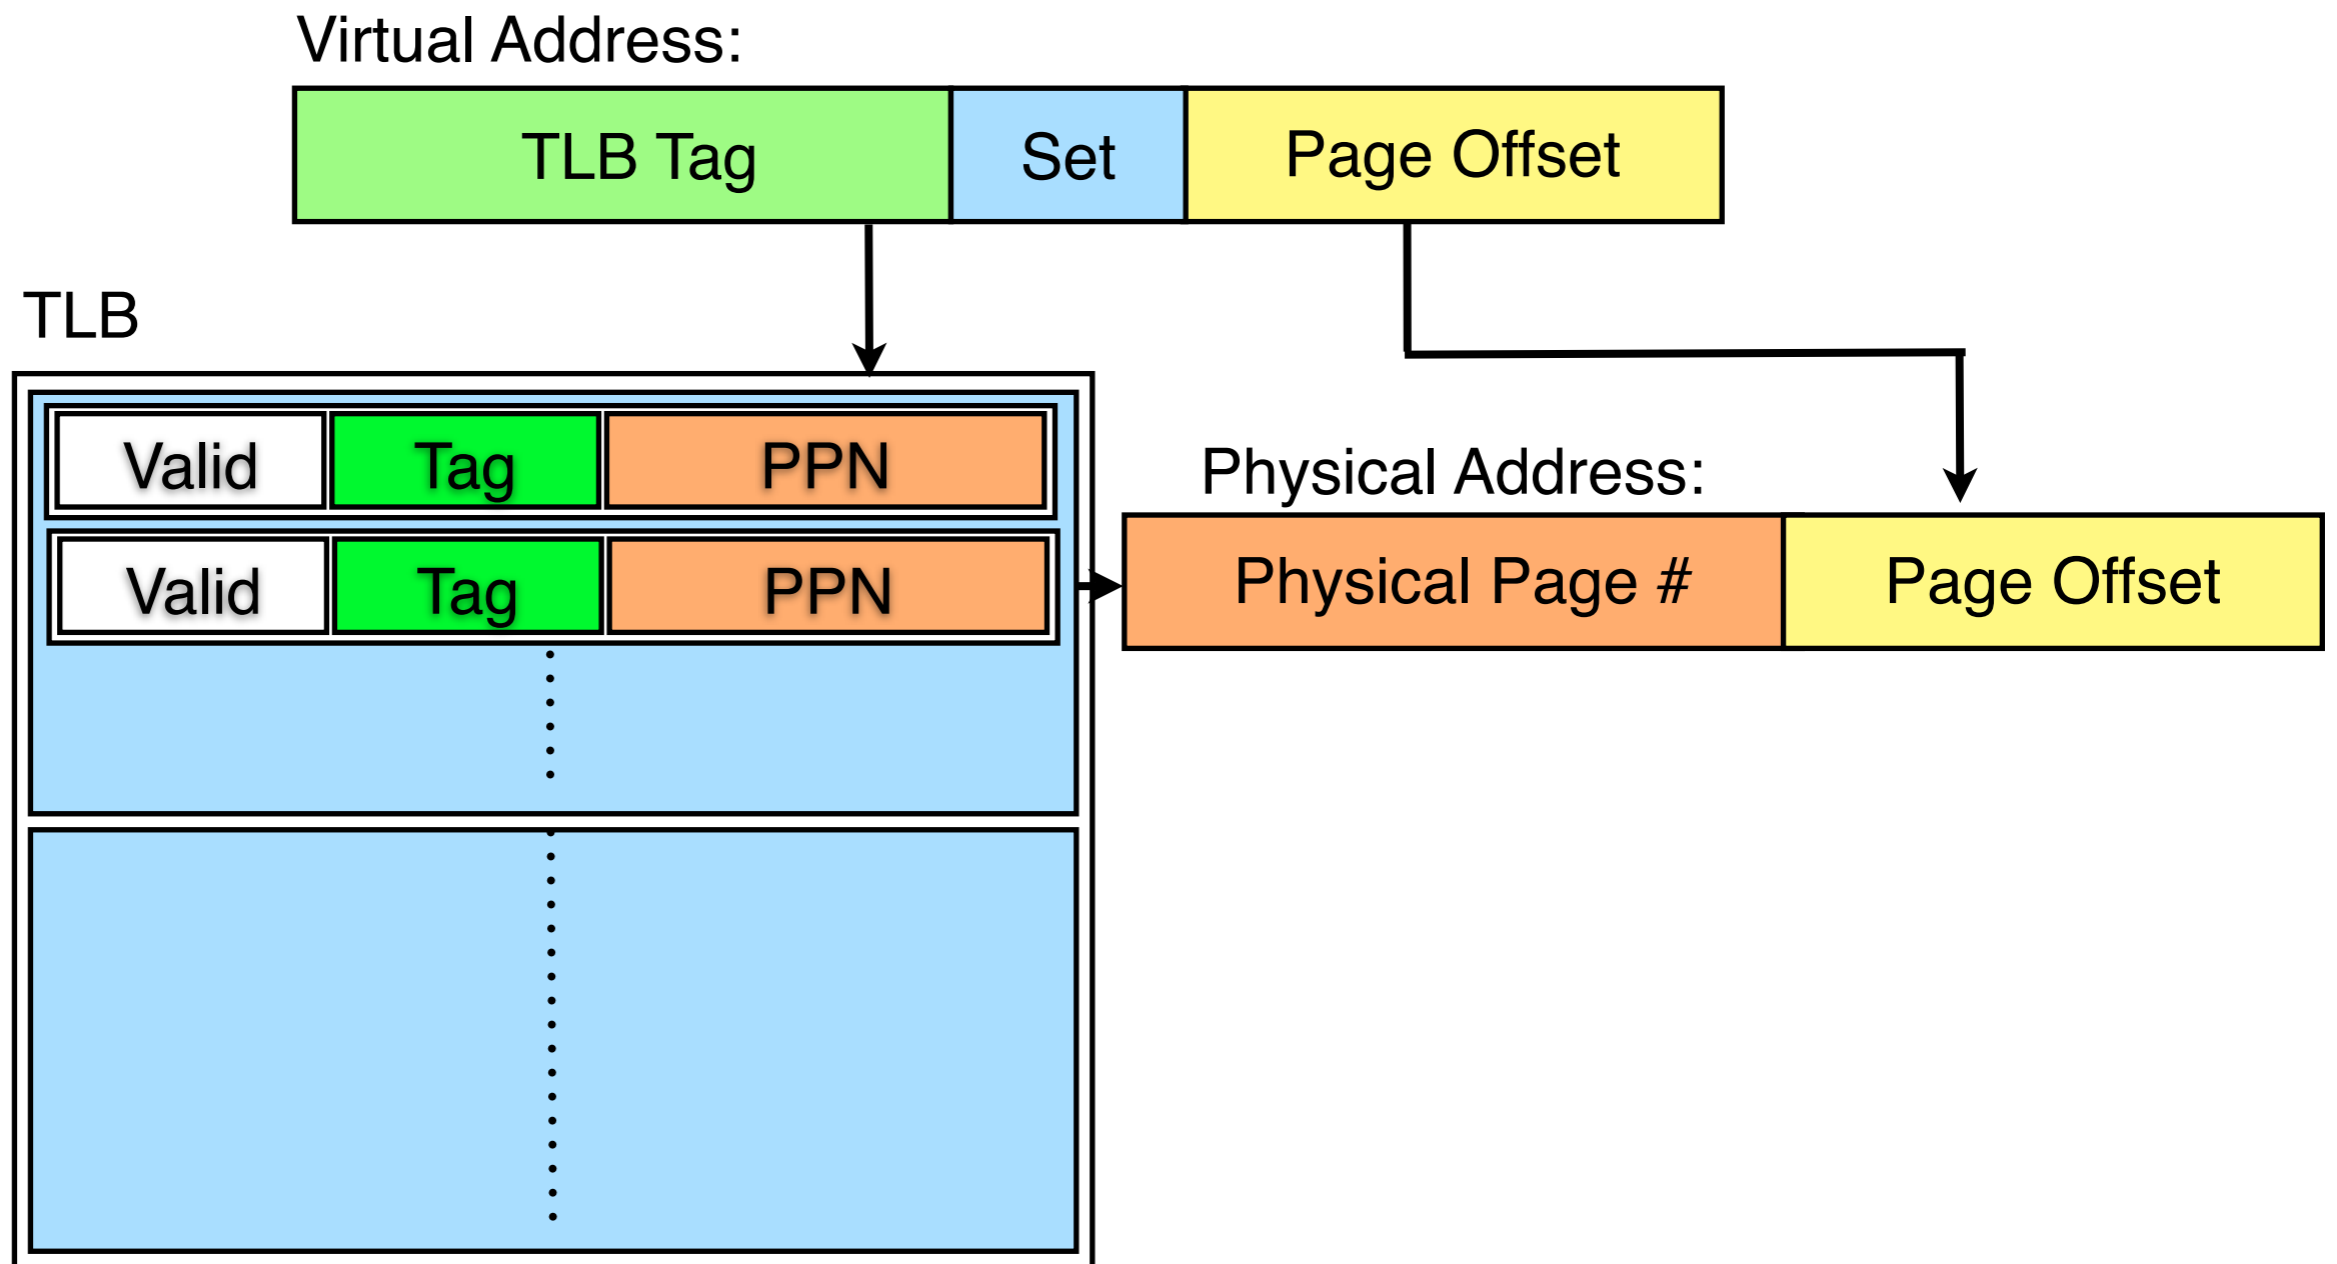 Virtual Address:
TLB Tag Set Page Offset
TLB
Valid Tag PPN
Valid Tag PPN
Physical Address:
Physical Page # Page Offset